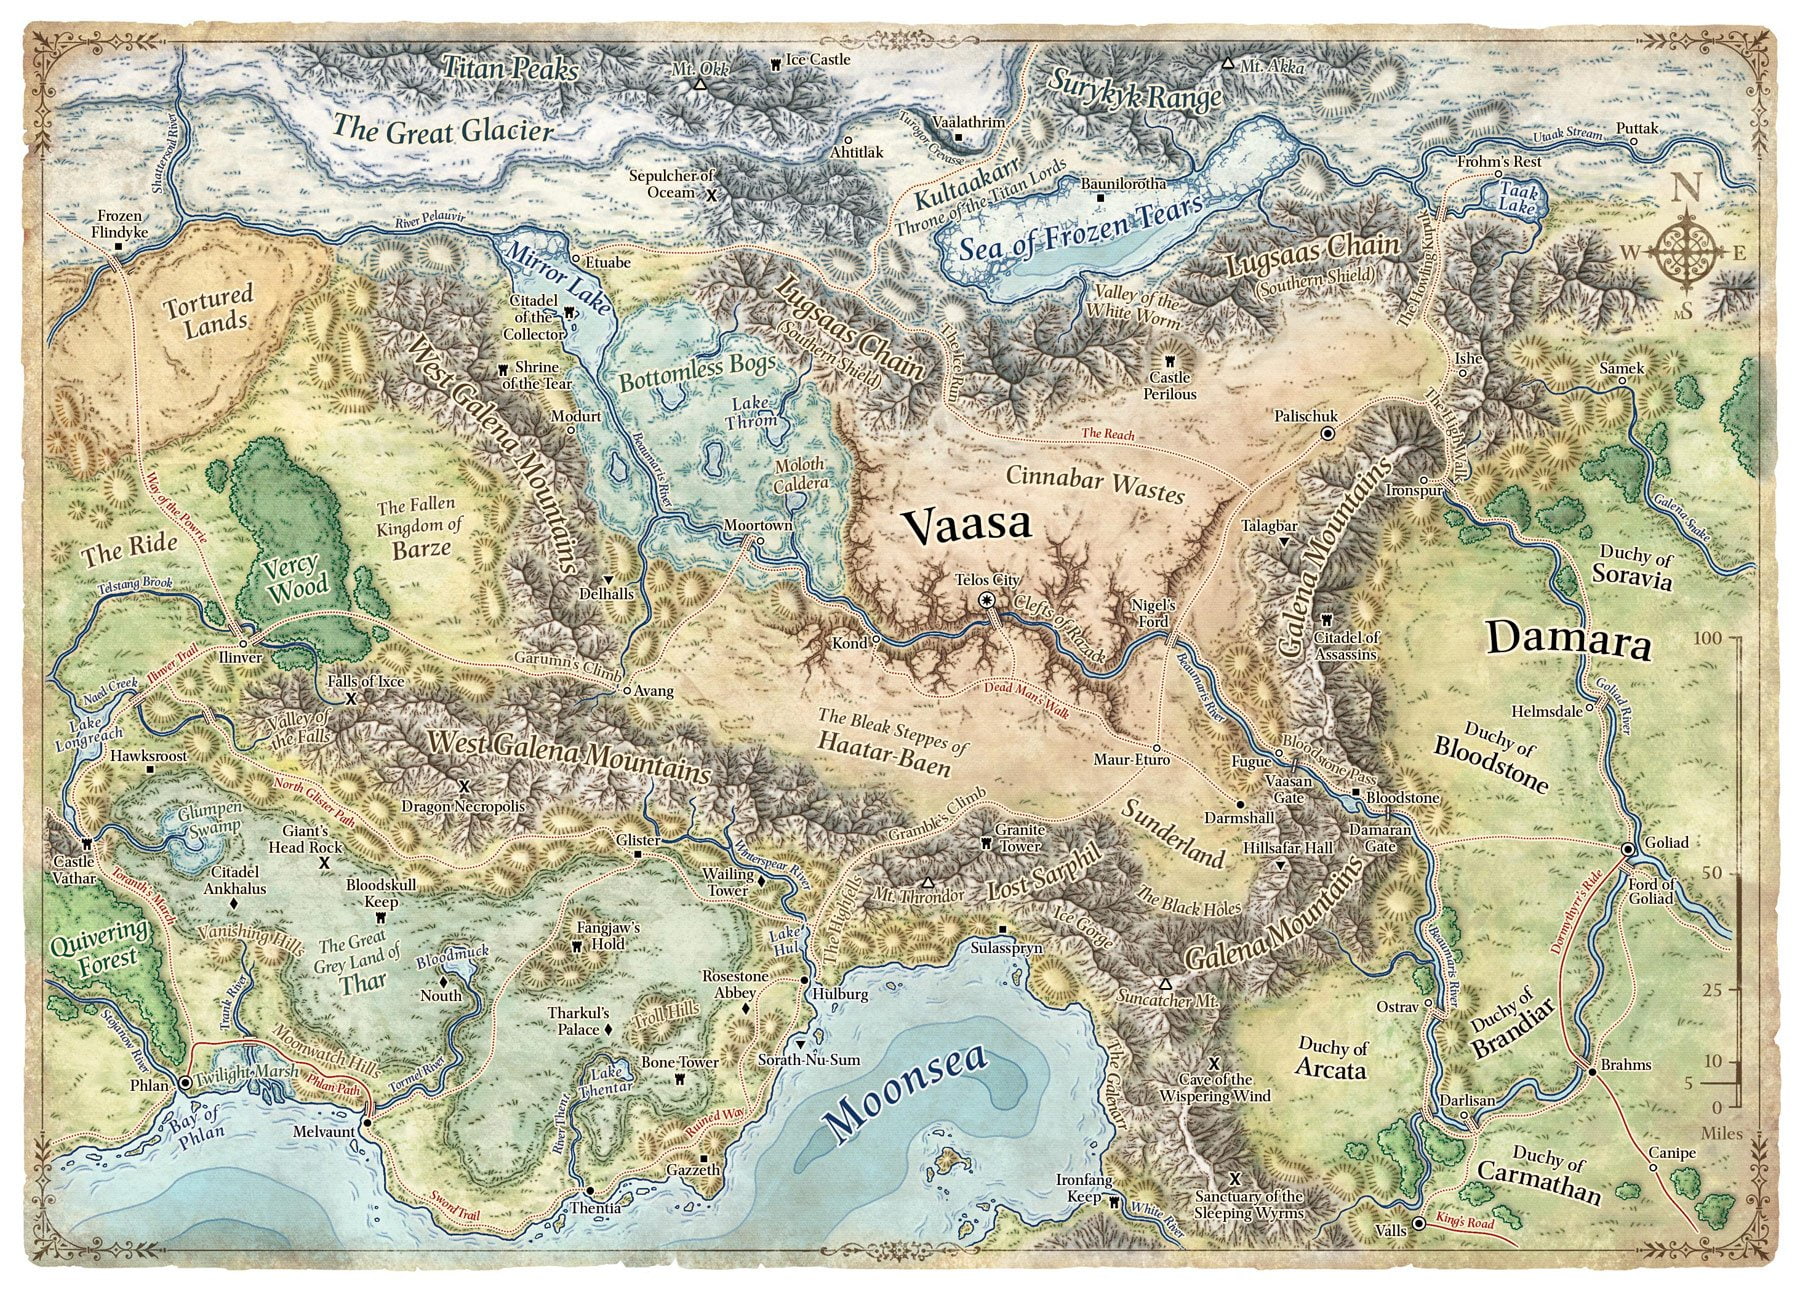 Titan Peaks
Mt. Okk
Ice Castle
Surykyk Range
Mt. Akka
The Great Glacier
Shattersoul River
Ahtitlak
Turogor Crevasse
Vaalathrim
Utaak Stream
Puttak
Frohm's Rest
Sepulcher of
Oceam
Kultaakarr
Throne of the Titan Lords
Baunilorotha
Sea of Frozen Tears
Taak
Lake
N
W
E
S
Frozen
Flindyke
River Pelauvir
Mirror Lake
Etuabe
Lugsaas Chain
(Southern Shield)
Lugsaas Chain
(Southern Shield)
Valley of the
White Worm
Tortured
Lands
Citadel
of the
Collector
Shrine
of the Tear
Bottomless Bogs
Lake
Throm
Modurt
West Galena Mountains
Beaumaris River
Moloth
Caldera
Moortown
The Ice Run
Castle
Perilous
Ishe
Samek
The Reach
Palischuk
The High Walk
Cinnabar Wastes
Vaasa
Ironspur
Galena Snake
Talagbar
Galena Mountains
Way of the Powrie
The Fallen
Kingdom of
Barze
The Ride
Vercy
Wood
Telstang Brook
Delhalls
Telos City
Clefts of Razack
Nigel's
Ford
Kond
Citadel of
Assassins
Duchy of
Soravia
Damara
100
50
25
10
5
0
Miles
Ilinver
Ilinver Trail
Garumn's Climb
Avang
Naed Creek
Lake
Longreach
Falls of Ixce
Valley of
the Falls
Dead Man's Walk
Beaumaris River
Goliad River
Helmsdale
The Bleak Steppes of
Haatar-Baen
Maur-Eturo
Fugue
Vaasan
Gate
Bloodstone Pass
Bloodstone
Damaran
Gate
Duchy of
Bloodstone
Hawksroost
West Galena Mountains
Dragon Necropolis
North Glister Path
Glumpen
Swamp
Giant's
Head Rock
Glister
Winterspear River
Wailing
Tower
Gramble's Climb
Granite
Tower
Sunderland
Darmshall
Hillsafar Hall
Goliad
Ford of
Goliad
Castle
Vathar
Toranth's March
Citadel
Ankhalus
Bloodskull
Keep
Mt. Throndor
Lost Sarphil
The Black Holes
Ice Gorge
Galena Mountains
Dormythyrr's Ride
Quivering
Forest
Vanishing Hills
The Great
Grey Land of
Thar
Bloodmuck
Nouth
Fangjaw's
Hold
Lake
Hul
The Highfells
Sulasspryn
Rosestone
Abbey
Hulburg
Suncatcher Mt.
Beaumaris River
Ostrav
Duchy of
Brandiar
Stojanow River
Trank River
Moonwatch Hills
Tharkul's
Palace
Troll Hills
Sorath-Nu-Sum
Bone Tower
Lake
Thentar
Moonsea
The Galenar
Cave of the
Wispering Wind
Duchy of
Arcata
Brahms
Darlisan
Phlan
Twilight Marsh
Phlan Path
Tormel River
Bay of
Phlan
Melvaunt
River Thent
Ruined Way
Gazzeth
Sword Trail
Thentia
Ironfang
Keep
White River
Sanctuary of the
Sleeping Wyrms
Duchy of
Carmathan
Canipe
Valls
King's Road